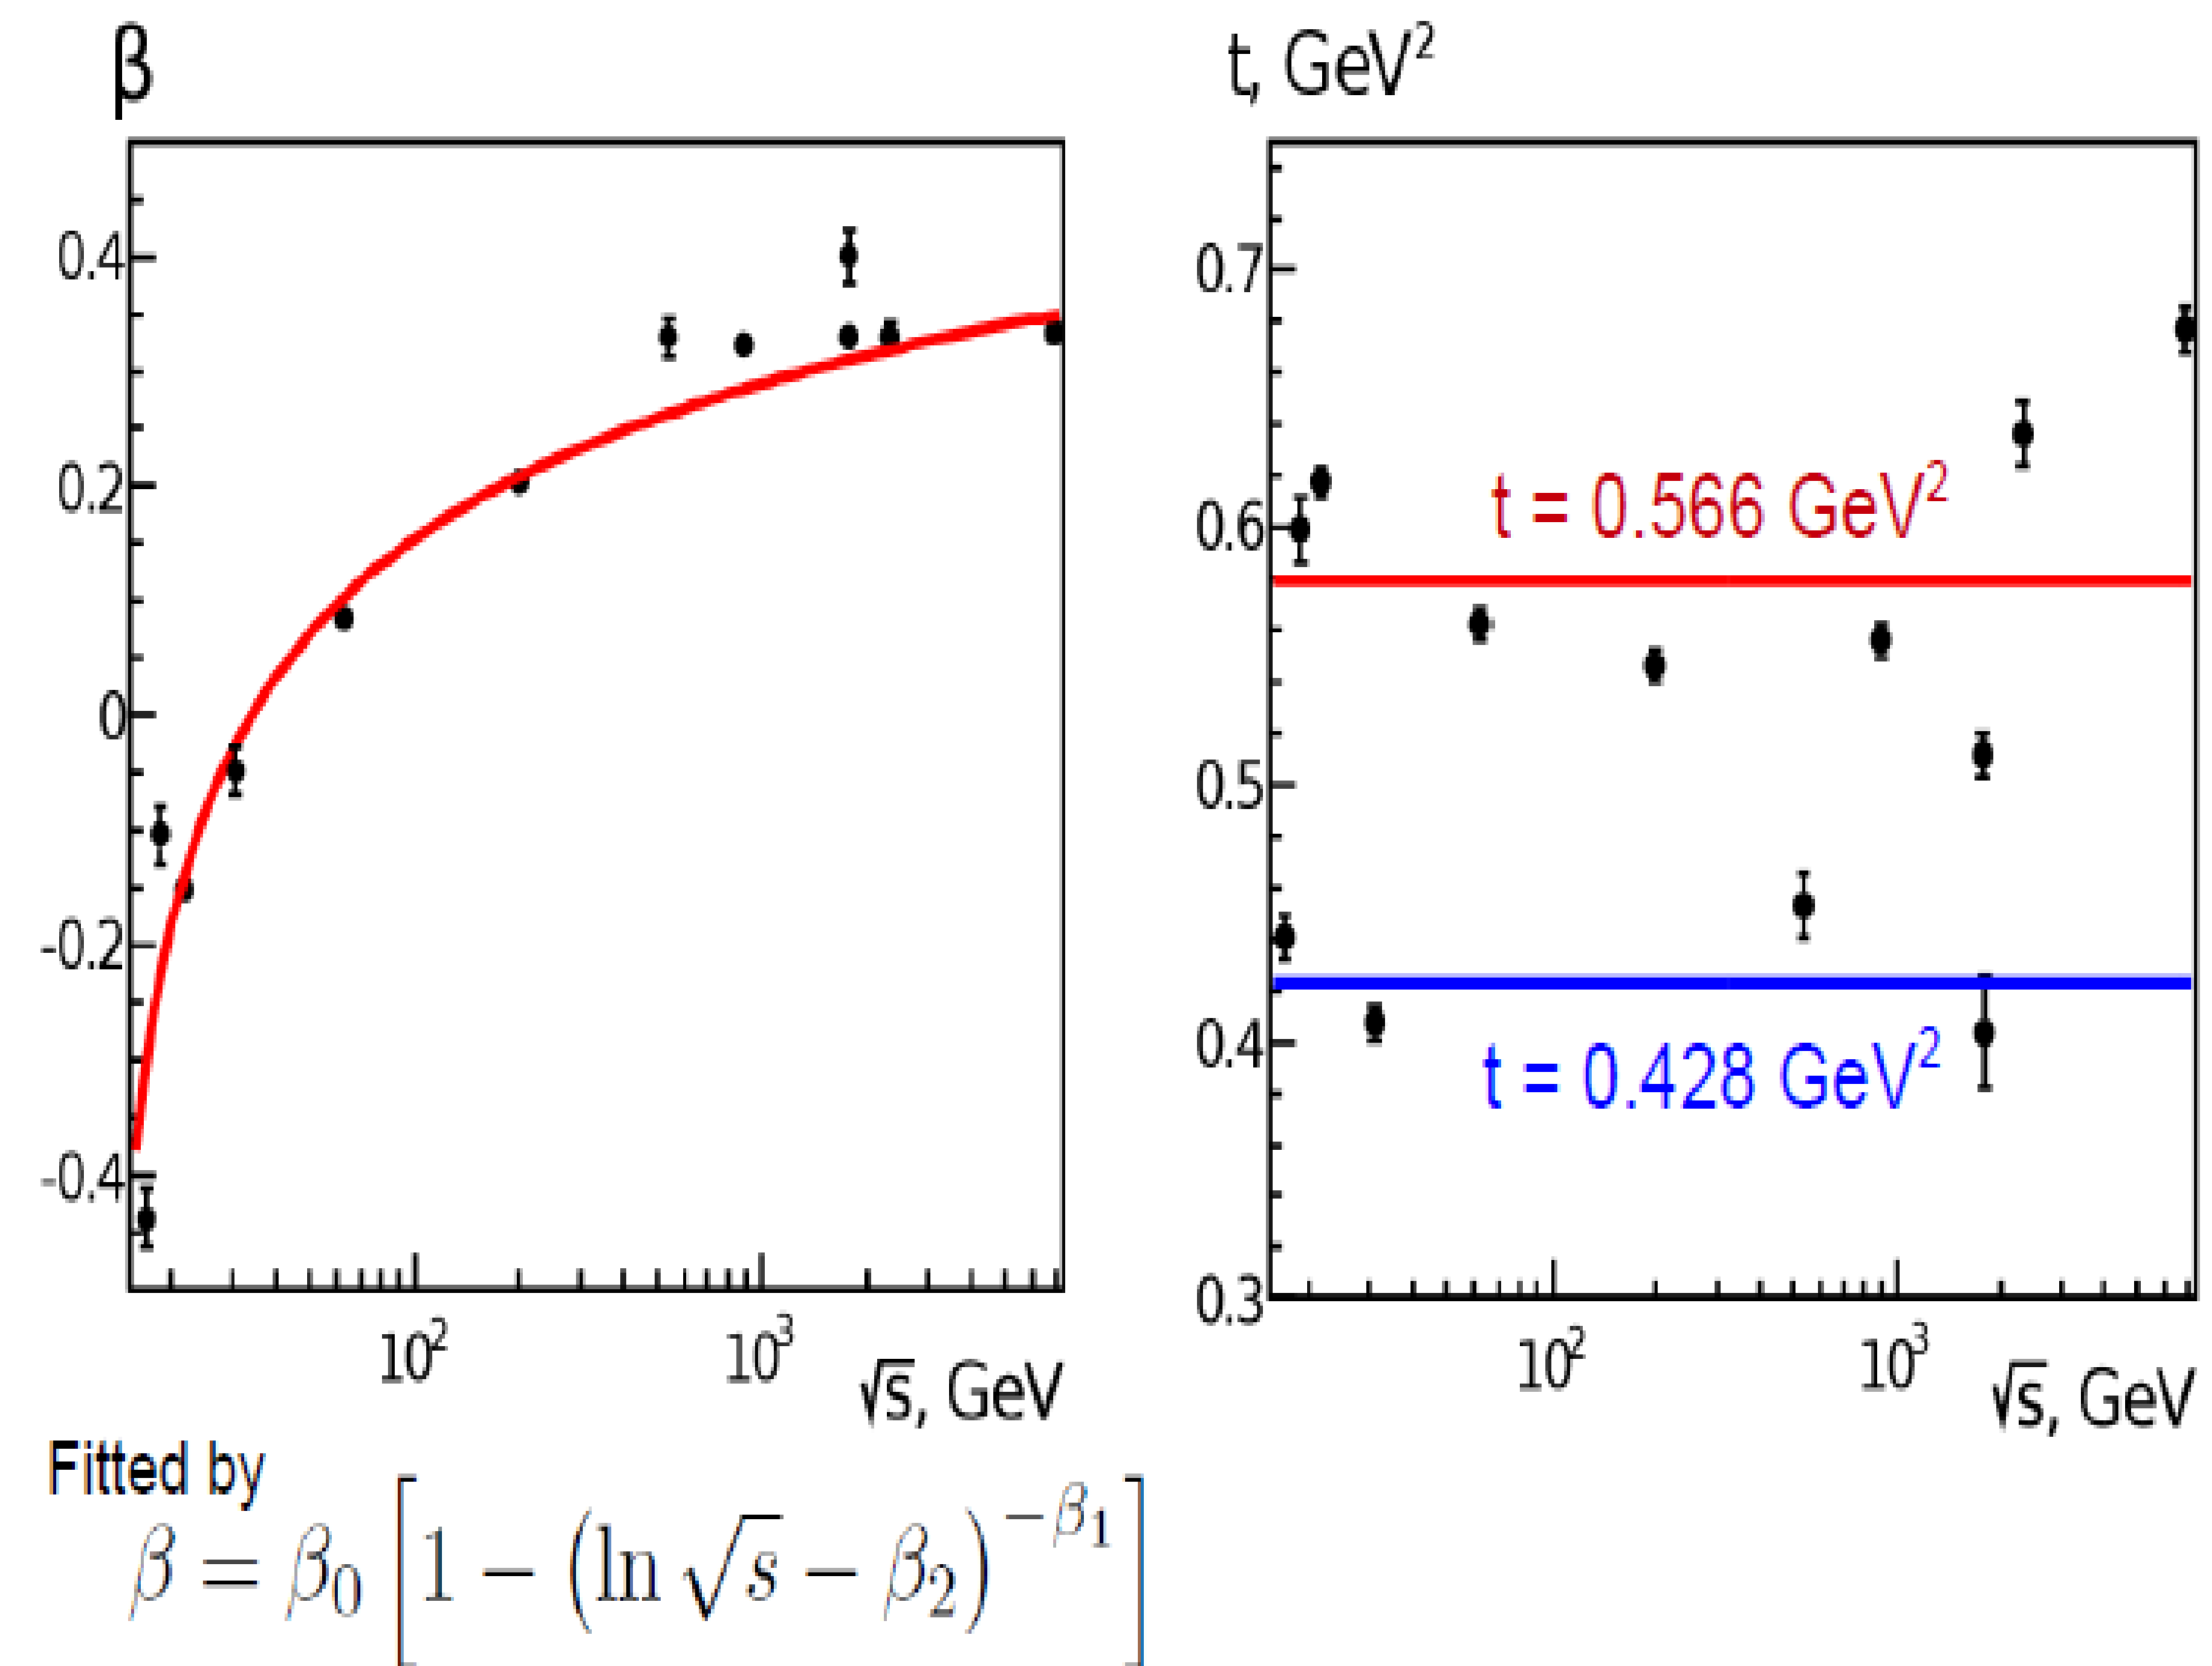 β
0.4
0.2
0
-0.2
-0.4
10²
10³
√s, GeV
t, GeV²
0.7
0.6
0.5
0.4
0.3
t = 0.566 GeV²
t = 0.428 GeV²
10²
10³
√s, GeV
Fitted by
β = β₀ [1 − (ln √s − β₂)^{−β₁}]